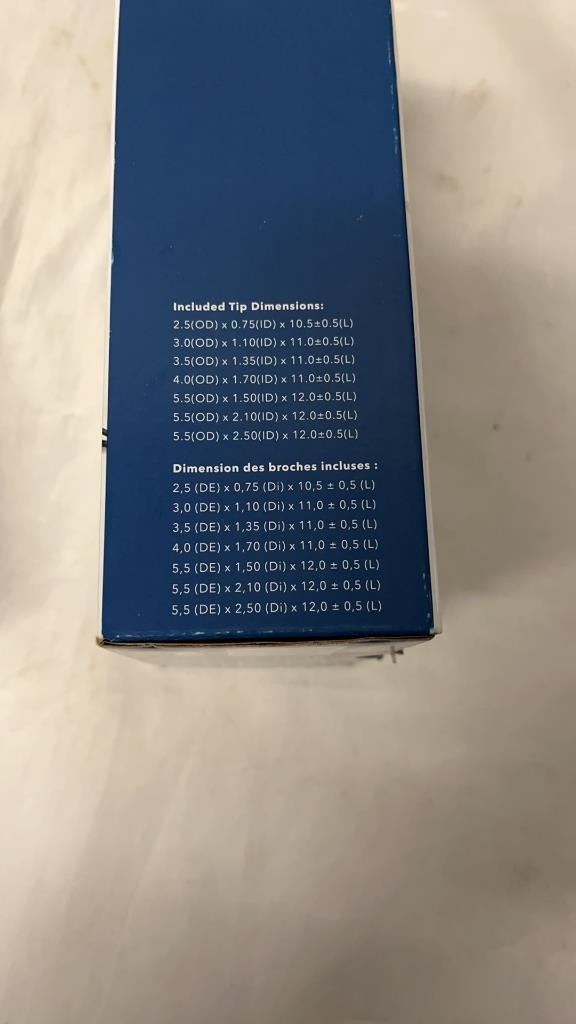 Included Tip Dimensions:
2.5(OD) x 0.75(ID) x 10.5±0.5(L)
3.0(OD) x 1.10(ID) x 11.0±0.5(L)
3.5(OD) x 1.35(ID) x 11.0±0.5(L)
4.0(OD) x 1.70(ID) x 11.0±0.5(L)
5.5(OD) x 1.50(ID) x 12.0±0.5(L)
5.5(OD) x 2.10(ID) x 12.0±0.5(L)
5.5(OD) x 2.50(ID) x 12.0±0.5(L)
Dimension des broches incluses :
2,5 (DE) x 0,75 (Di) x 10,5 ± 0,5 (L)
3,0 (DE) x 1,10 (Di) x 11,0 ± 0,5 (L)
3,5 (DE) x 1,35 (Di) x 11,0 ± 0,5 (L)
4,0 (DE) x 1,70 (Di) x 11,0 ± 0,5 (L)
5,5 (DE) x 1,50 (Di) x 12,0 ± 0,5 (L)
5,5 (DE) x 2,10 (Di) x 12,0 ± 0,5 (L)
5,5 (DE) x 2,50 (Di) x 12,0 ± 0,5 (L)